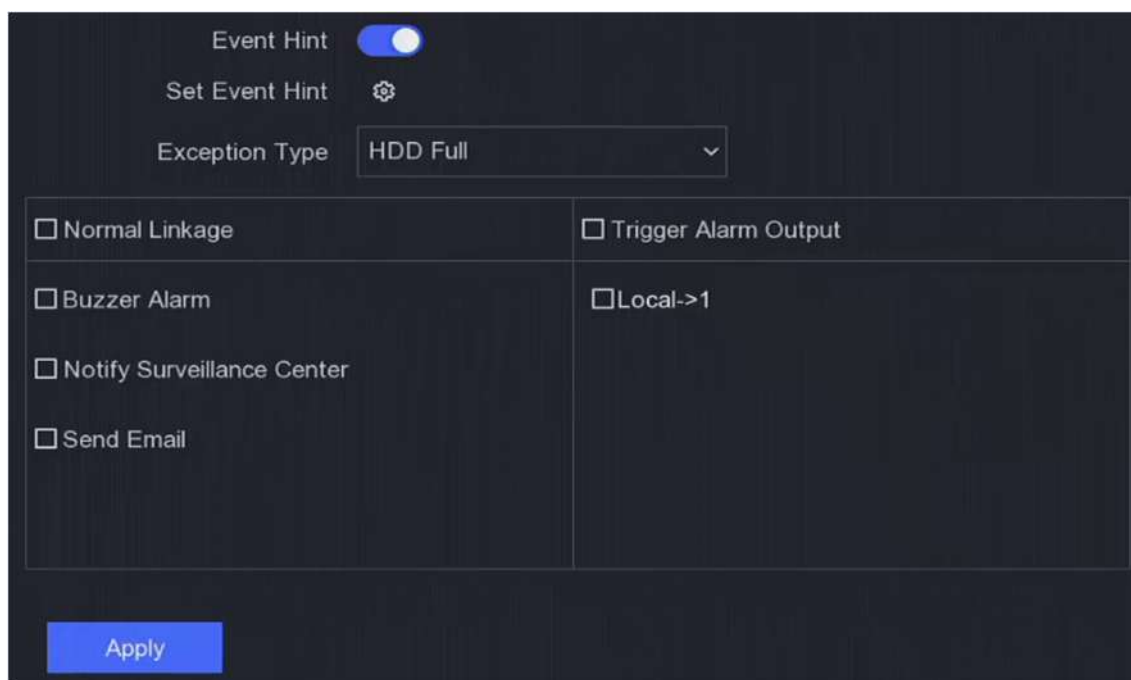 Event Hint
Set Event Hint
Exception Type HDD Full
Normal Linkage Trigger Alarm Output
Buzzer Alarm Local->1
Notify Surveillance Center
Send Email
Apply